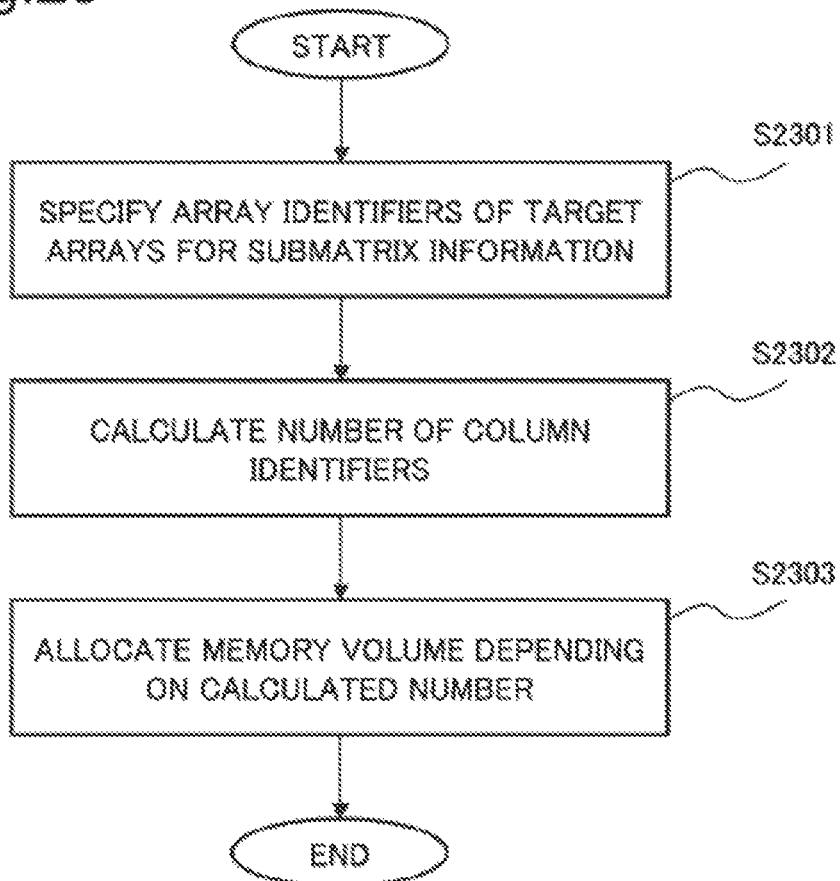 START
S2301
SPECIFY ARRAY IDENTIFIERS OF TARGET
ARRAYS FOR SUBMATRIX INFORMATION
S2302
CALCULATE NUMBER OF COLUMN
IDENTIFIERS
S2303
ALLOCATE MEMORY VOLUME DEPENDING
ON CALCULATED NUMBER
END